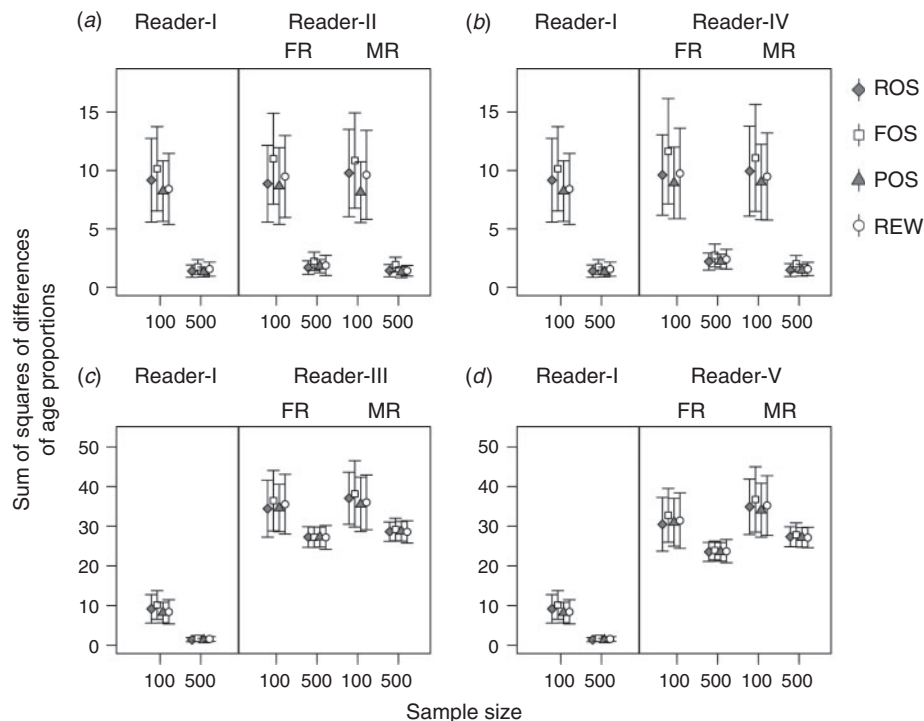 (a) Reader-I Reader-II
FR MR
15
10
5
0
100 500 100 500 100 500
(b) Reader-I Reader-IV
FR MR
15
10
5
0
100 500 100 500 100 500
ROS
FOS
POS
REW
(c) Reader-I Reader-III
FR MR
50
40
30
20
10
0
100 500 100 500 100 500
(d) Reader-I Reader-V
FR MR
50
40
30
20
10
0
100 500 100 500 100 500
Sum of squares of differences
of age proportions
Sample size